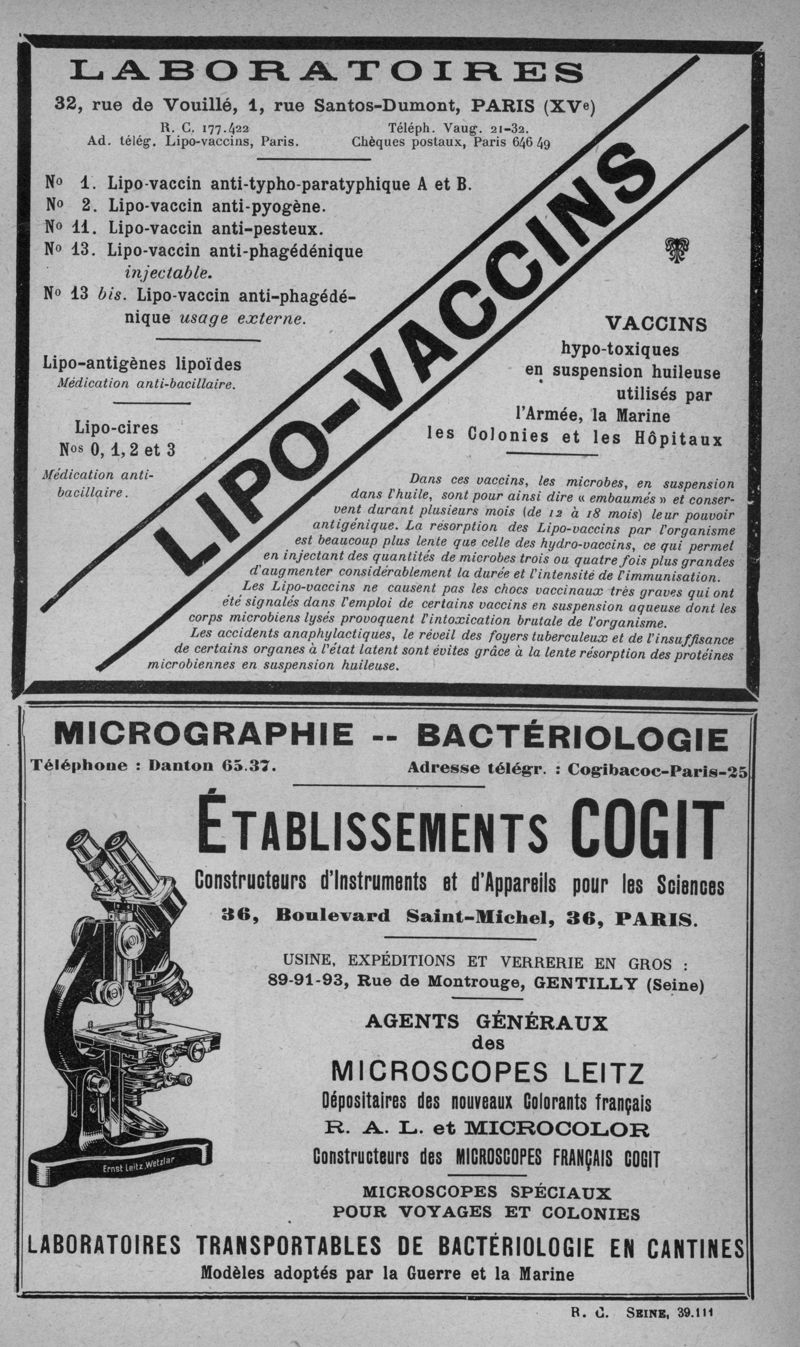 LABORATOIRES
32, rue de Vouillé, 1, rue Santos-Dumont, PARIS (XVe)
R. C. 177.422
Téléph. Vaug. 21-32.
Ad. télég. Lipo-vaccins, Paris.
Chèques postaux, Paris 646 49
No 1. Lipo-vaccin anti-typho-paratyphique A et B.
No 2. Lipo-vaccin anti-pyogène.
No 11. Lipo-vaccin anti-pesteux.
No 13. Lipo-vaccin anti-phagédénique
injectable.
No 13 bis. Lipo-vaccin anti-phagédé-
nique usage externe.
Lipo-antigènes lipoïdes
Médication anti-bacillaire.
Lipo-cires
Nos 0, 1, 2 et 3
Médication anti-
bacillaire.
LIPO-VACCINS
VACCINS
hypo-toxiques
en suspension huileuse
utilisés par
l'Armée, la Marine
les Colonies et les Hôpitaux
Dans ces vaccins, les microbes, en suspension
dans l'huile, sont pour ainsi dire « embaumés » et conser-
vent durant plusieurs mois (de 12 à 18 mois) leur pouvoir
antigénique. La résorption des Lipo-vaccins par l'organisme
est beaucoup plus lente que celle des hydro-vaccins, ce qui permet
en injectant des quantités de microbes trois ou quatre fois plus grandes
d'augmenter considérablement la durée et l'intensité de l'immunisation.
Les Lipo-vaccins ne causent pas les chocs vaccinaux très graves qui ont
été signalés dans l'emploi de certains vaccins en suspension aqueuse dont les
corps microbiens lysés provoquent l'intoxication brutale de l'organisme.
Les accidents anaphylactiques, le réveil des foyers tuberculeux et de l'insuffisance
de certains organes à l'état latent sont évités grâce à la lente résorption des protéines
microbiennes en suspension huileuse.
MICROGRAPHIE -- BACTÉRIOLOGIE
Téléphone : Danton 65.37.
Adresse télégr. : Cogibacoc-Paris-25
ÉTABLISSEMENTS COGIT
Constructeurs d'Instruments et d'Appareils pour les Sciences
36, Boulevard Saint-Michel, 36, PARIS.
USINE, EXPÉDITIONS ET VERRERIE EN GROS :
89-91-93, Rue de Montrouge, GENTILLY (Seine)
AGENTS GÉNÉRAUX
des
MICROSCOPES LEITZ
Dépositaires des nouveaux Colorants français
R. A. L. et MICROCOLOR
Constructeurs des MICROSCOPES FRANÇAIS COGIT
Ernst Leitz, Wetzlar
MICROSCOPES SPÉCIAUX
POUR VOYAGES ET COLONIES
LABORATOIRES TRANSPORTABLES DE BACTÉRIOLOGIE EN CANTINES
Modèles adoptés par la Guerre et la Marine
R. C. SEINE, 39.111